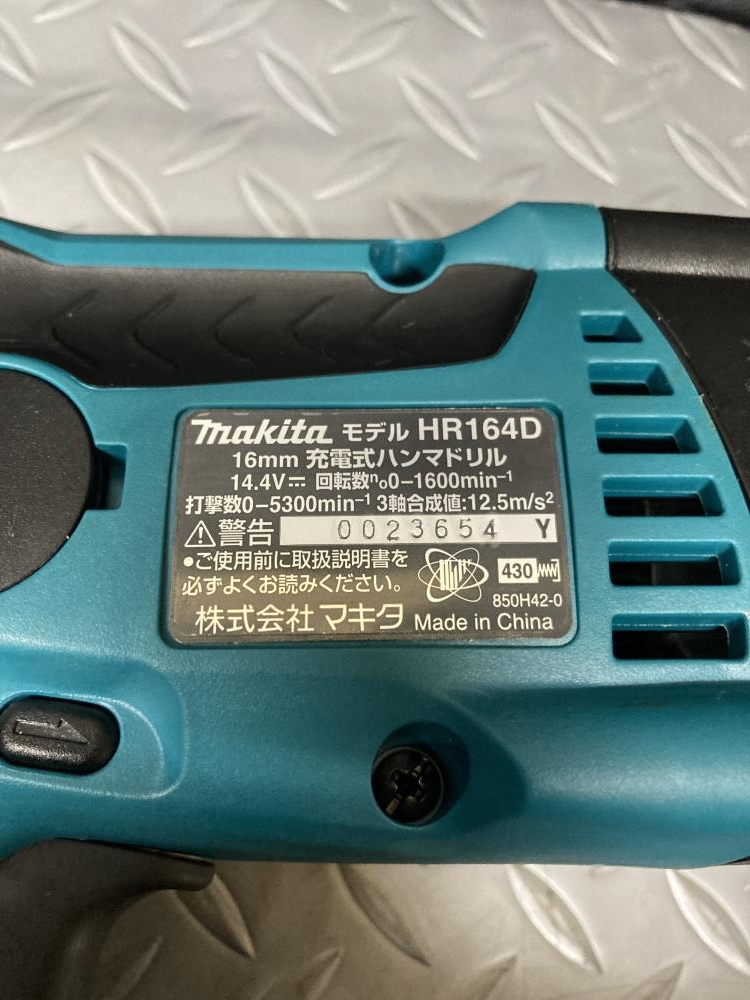 makita モデル HR164D
16mm 充電式ハンマドリル
14.4V⎓ 回転数n₀0-1600min⁻¹
打撃数0-5300min⁻¹ 3軸合成値:12.5m/s²
⚠警告 0023654 Y
●ご使用前に取扱説明書を
必ずよくお読みください。
430
850H42-0
株式会社 マキタ Made in China